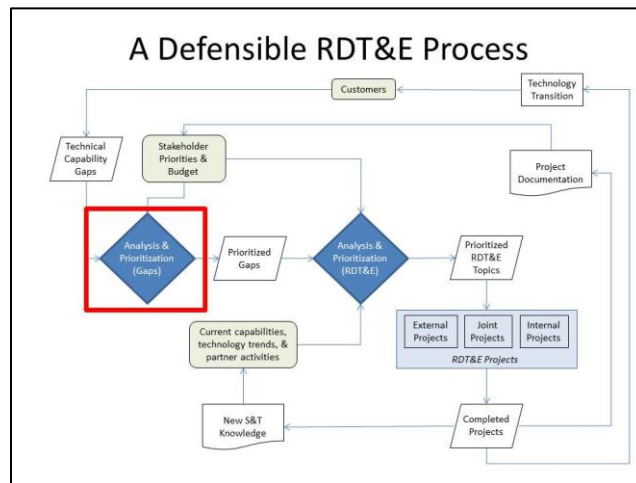 A Defensible RDT&E Process
Customers
Technology
Transition
Technical
Capability
Gaps
Stakeholder
Priorities &
Budget
Project
Documentation
Analysis &
Prioritization
(Gaps)
Prioritized
Gaps
Analysis &
Prioritization
(RDT&E)
Prioritized
RDT&E
Topics
External
Projects
Joint
Projects
Internal
Projects
RDT&E Projects
Current capabilities,
technology trends, &
partner activities
New S&T
Knowledge
Completed
Projects